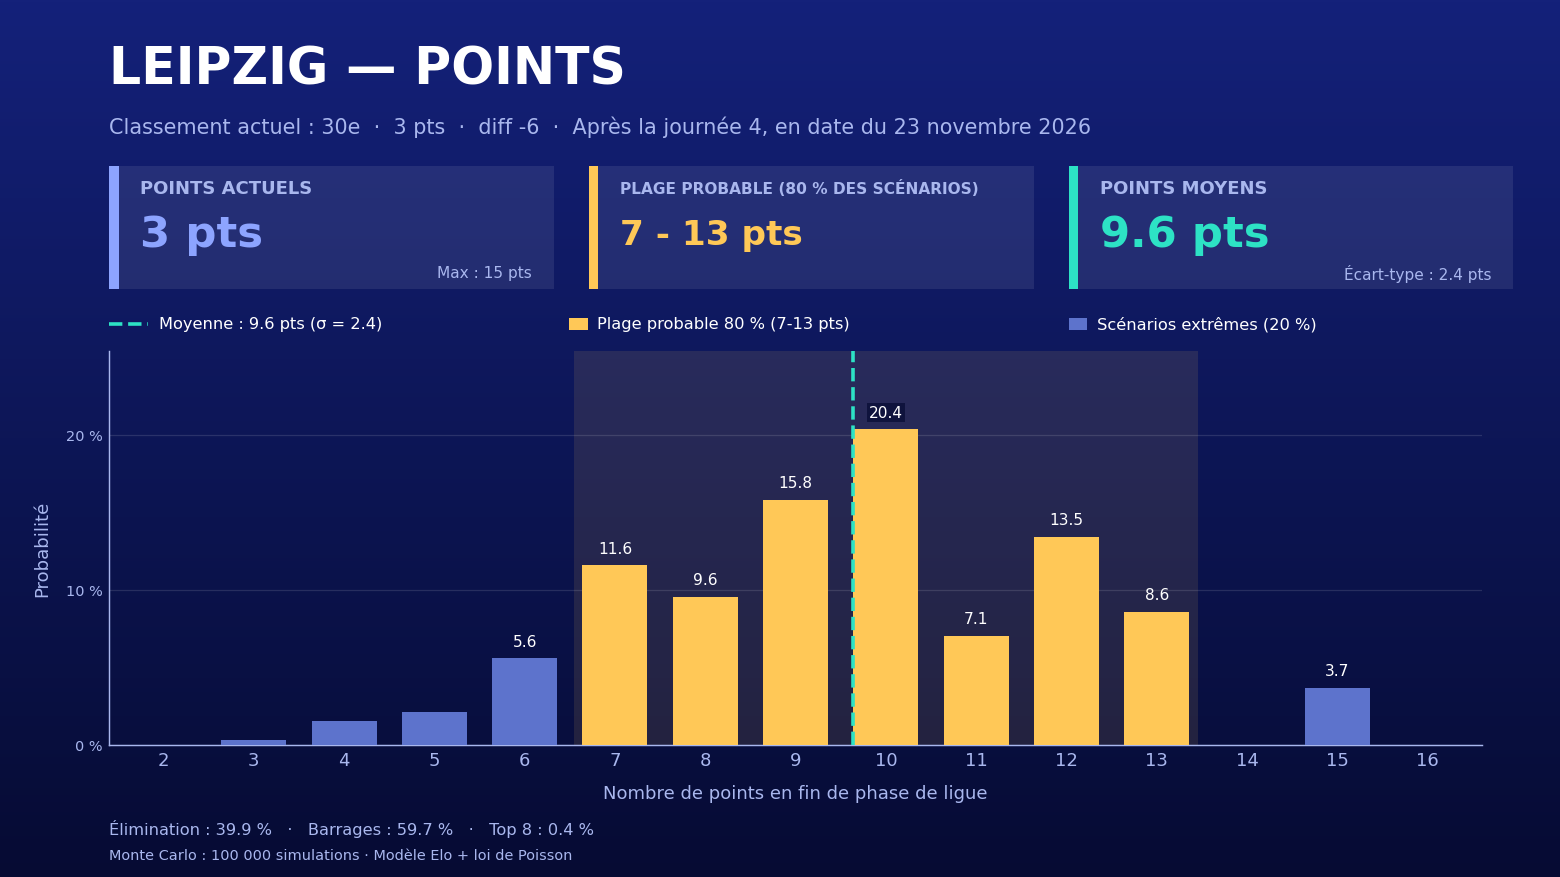 LEIPZIG — POINTS
Classement actuel : 30e · 3 pts · diff -6 · Après la journée 4, en date du 23 novembre 2026
POINTS ACTUELS
3 pts
Max : 15 pts
PLAGE PROBABLE (80 % DES SCÉNARIOS)
7 - 13 pts
POINTS MOYENS
9.6 pts
Écart-type : 2.4 pts
Moyenne : 9.6 pts (σ = 2.4)
Plage probable 80 % (7-13 pts)
Scénarios extrêmes (20 %)
Probabilité
20 %
10 %
0 %
5.6
11.6
9.6
15.8
20.4
7.1
13.5
8.6
3.7
2 3 4 5 6 7 8 9 10 11 12 13 14 15 16
Nombre de points en fin de phase de ligue
Élimination : 39.9 % · Barrages : 59.7 % · Top 8 : 0.4 %
Monte Carlo : 100 000 simulations · Modèle Elo + loi de Poisson